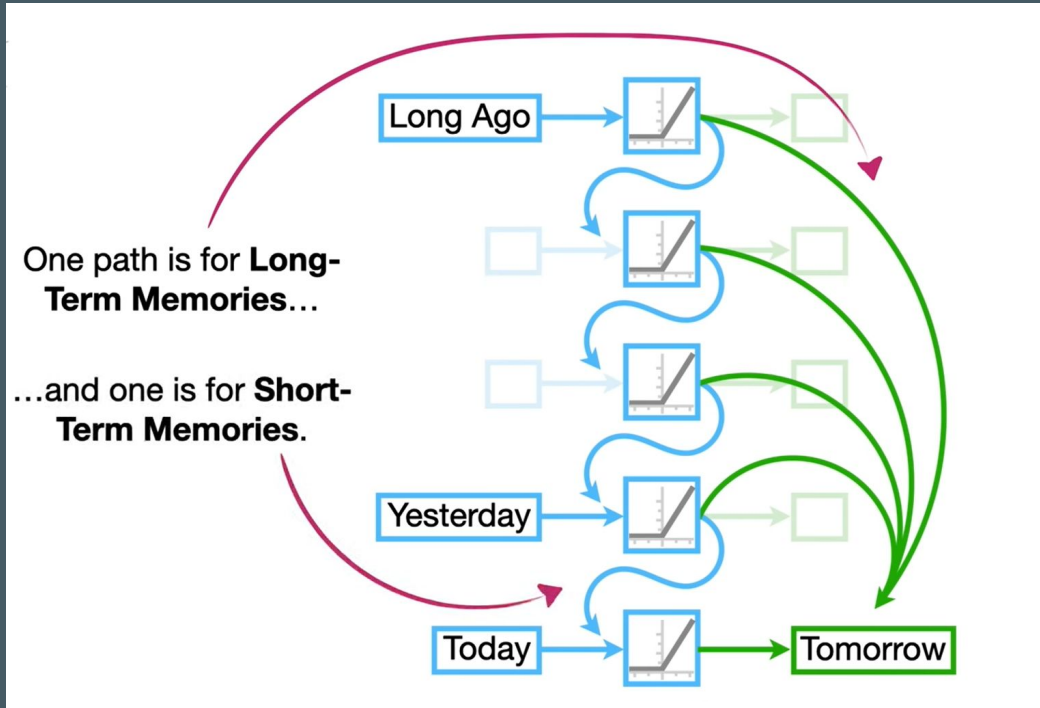 Long Ago
One path is for Long-
Term Memories…
…and one is for Short-
Term Memories.
Yesterday
Today
Tomorrow